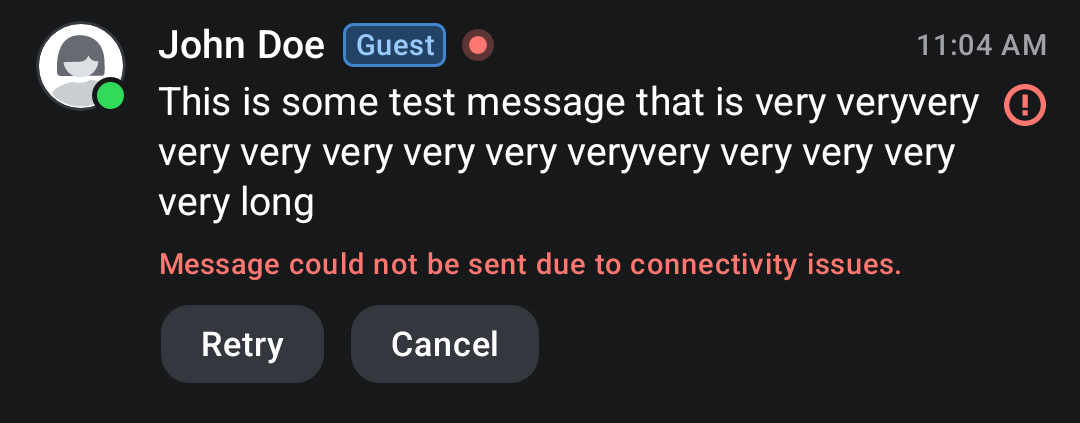 John Doe Guest 11:04 AM
This is some test message that is very veryvery
very very very very very veryvery very very very
very long
Message could not be sent due to connectivity issues.
Retry Cancel